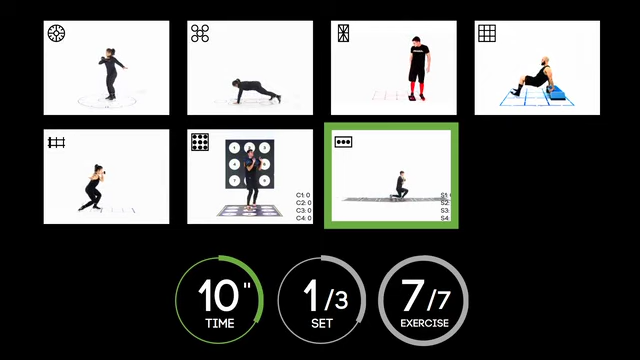 C1: 0
C2: 0
C3: 0
C4: 0
S1: 0
S2:
S3:
S4:
10" 1/3 7/7
TIME SET EXERCISE